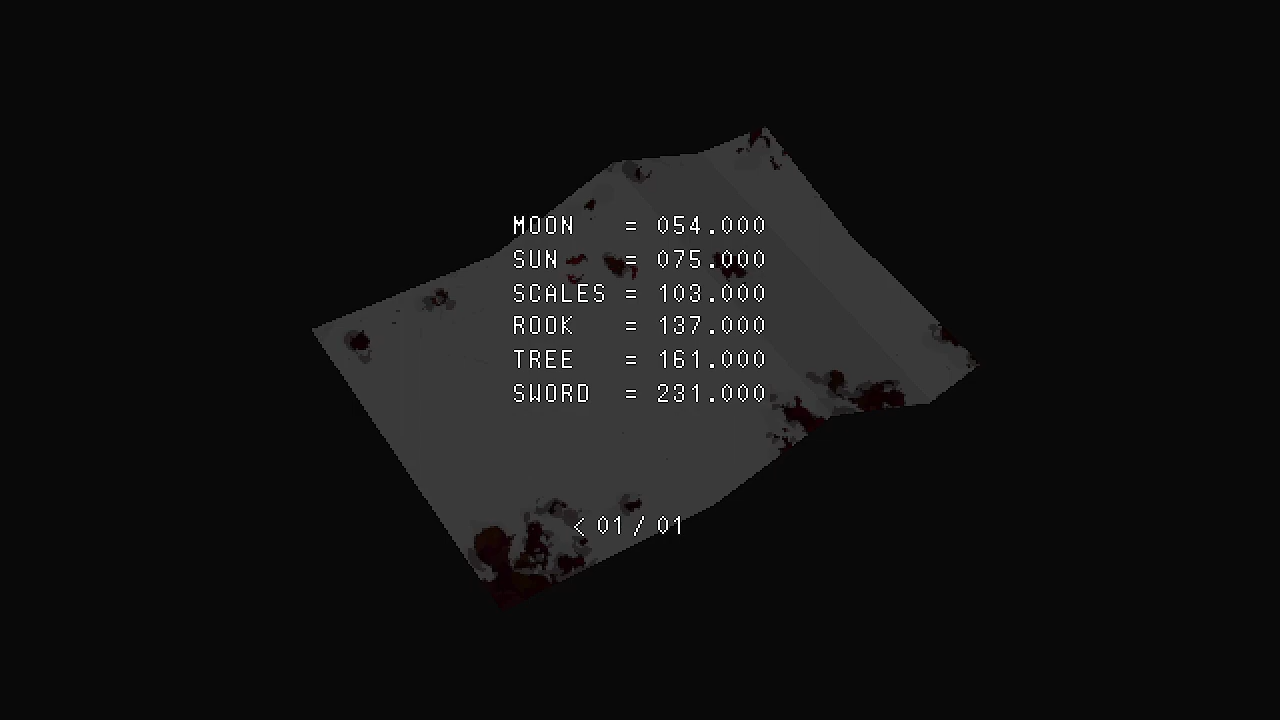 MOON = 054.000
SUN = 075.000
SCALES = 103.000
ROOK = 137.000
TREE = 161.000
SWORD = 231.000
< 01/01